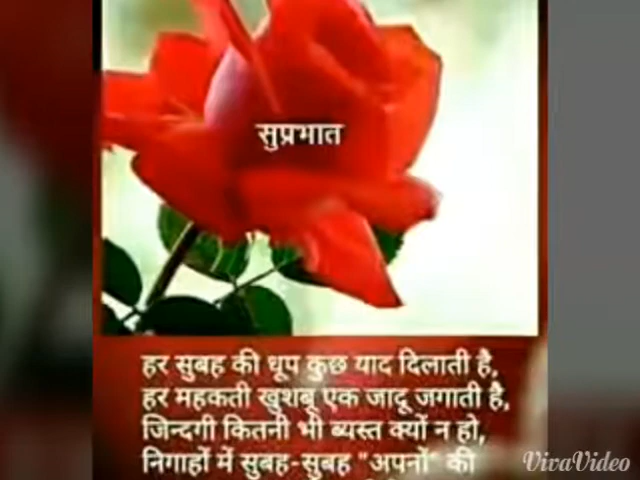 सुप्रभात
हर सुबह की धूप कुछ याद दिलाती है,
हर महकती खुशबू एक जादू जगाती है,
जिन्दगी कितनी भी ब्यस्त क्यों न हो,
निगाहों में सुबह-सुबह "अपनों" की
VivaVideo